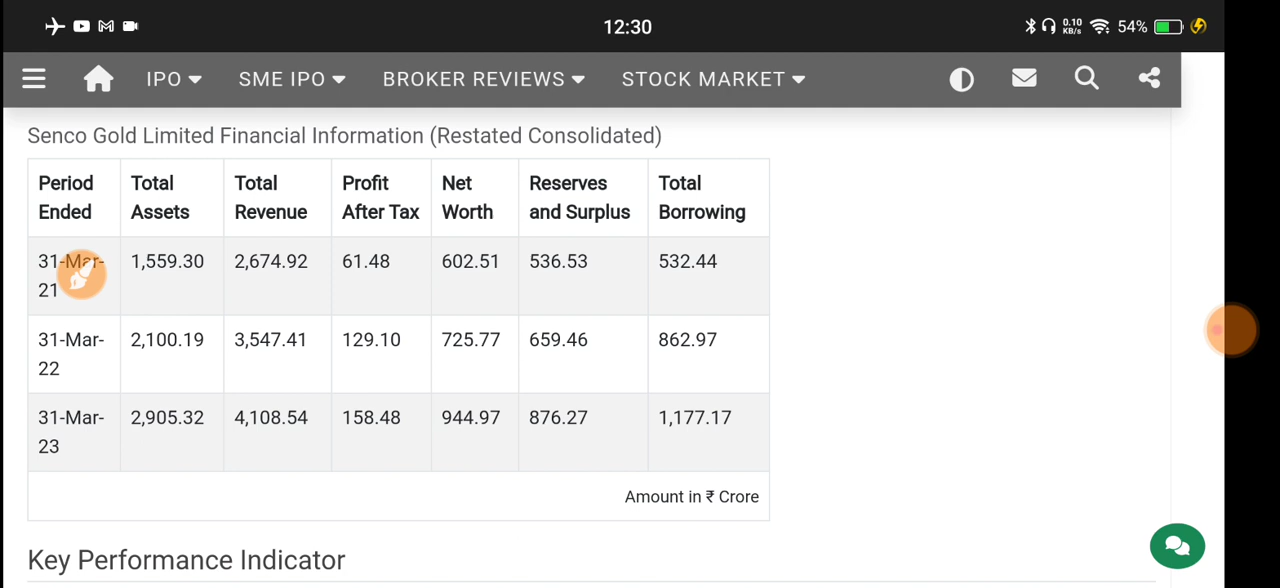 12:30
0.10
KB/s
54%
IPO SME IPO BROKER REVIEWS STOCK MARKET
Senco Gold Limited Financial Information (Restated Consolidated)
Period Ended Total Assets Total Revenue Profit After Tax Net Worth Reserves and Surplus Total Borrowing
31-Mar-21 1,559.30 2,674.92 61.48 602.51 536.53 532.44
31-Mar-22 2,100.19 3,547.41 129.10 725.77 659.46 862.97
31-Mar-23 2,905.32 4,108.54 158.48 944.97 876.27 1,177.17
Amount in ₹ Crore
Key Performance Indicator